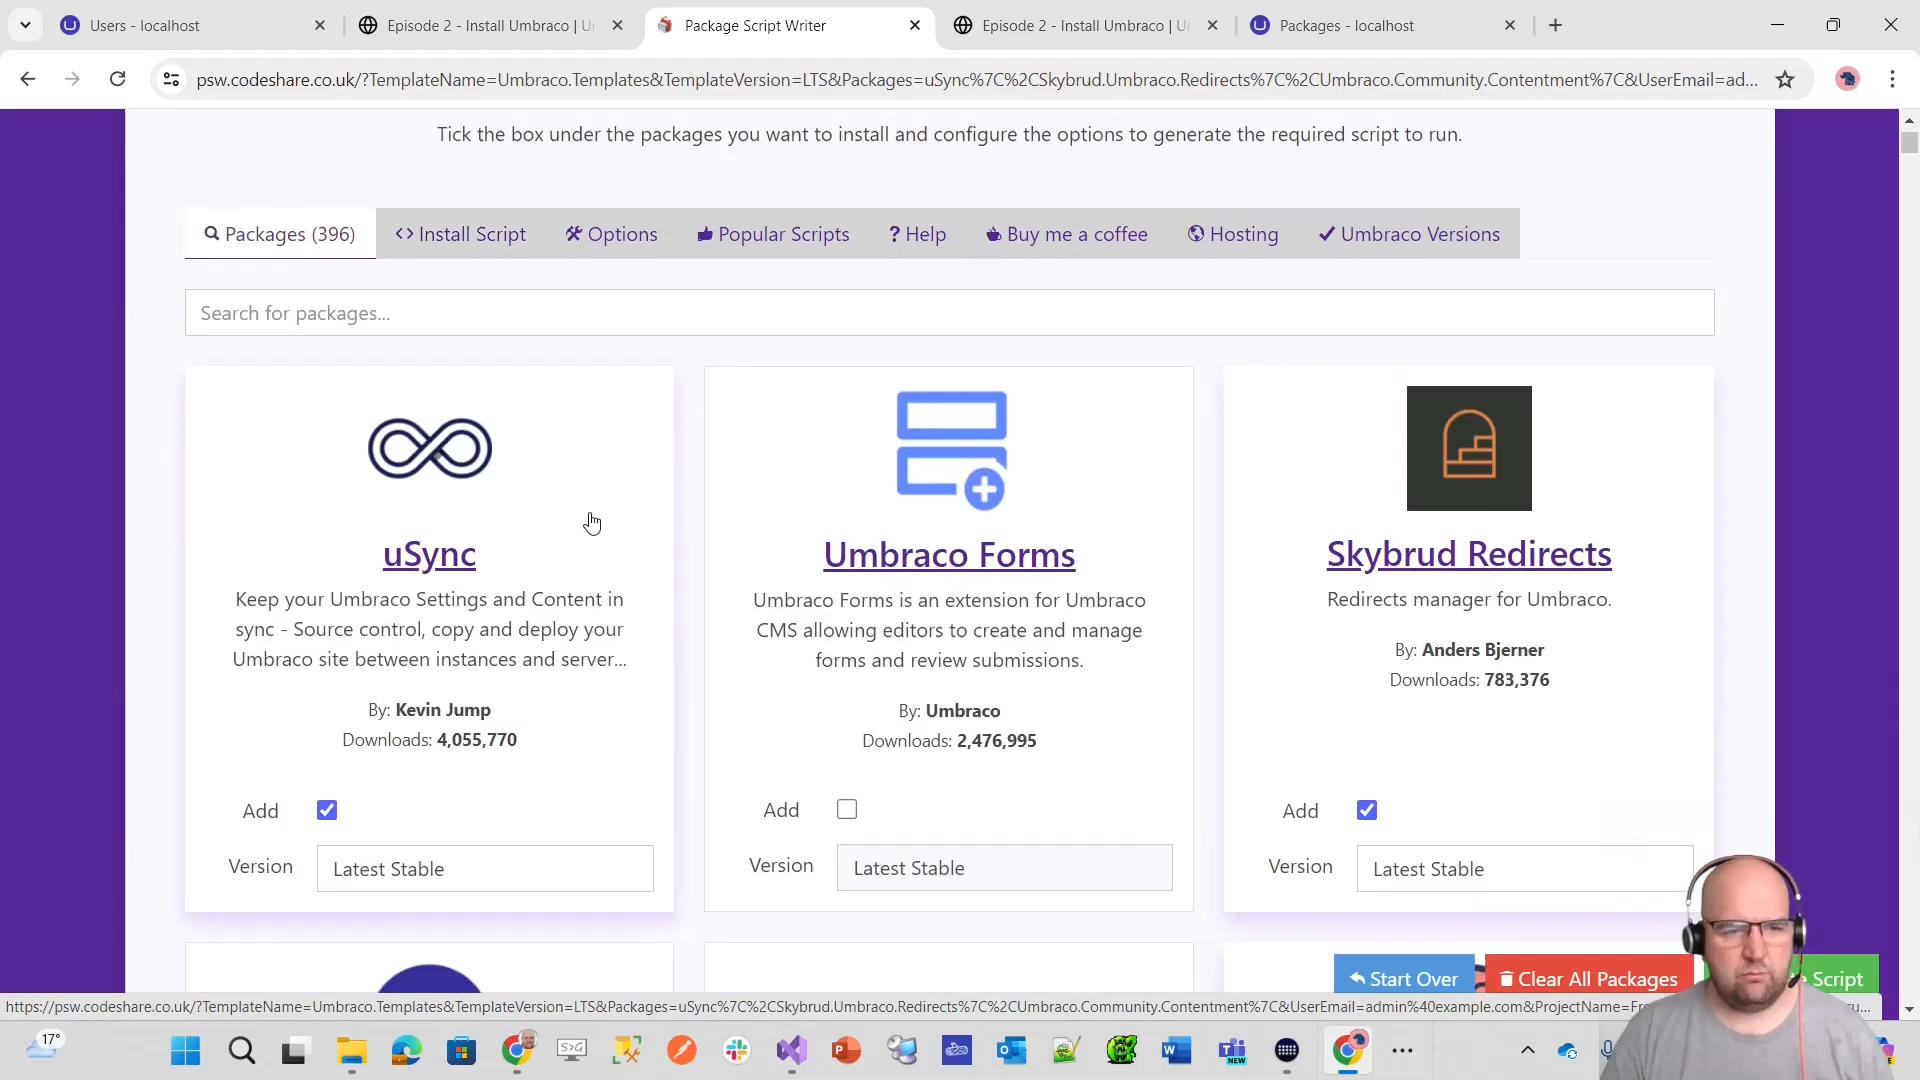 Users - localhost
Episode 2 - Install Umbraco | U
Package Script Writer
Episode 2 - Install Umbraco | U
Packages - localhost
psw.codeshare.co.uk/?TemplateName=Umbraco.Templates&TemplateVersion=LTS&Packages=uSync%7C%2CSkybrud.Umbraco.Redirects%7C%2CUmbraco.Community.Contentment%7C&UserEmail=ad...
Tick the box under the packages you want to install and configure the options to generate the required script to run.
Packages (396)
Install Script
Options
Popular Scripts
? Help
Buy me a coffee
Hosting
Umbraco Versions
Search for packages...
uSync
Keep your Umbraco Settings and Content in
sync - Source control, copy and deploy your
Umbraco site between instances and server...
By: Kevin Jump
Downloads: 4,055,770
Add
Version
Latest Stable
Umbraco Forms
Umbraco Forms is an extension for Umbraco
CMS allowing editors to create and manage
forms and review submissions.
By: Umbraco
Downloads: 2,476,995
Add
Version
Latest Stable
Skybrud Redirects
Redirects manager for Umbraco.
By: Anders Bjerner
Downloads: 783,376
Add
Version
Latest Stable
Start Over
Clear All Packages
Script
https://psw.codeshare.co.uk/?TemplateName=Umbraco.Templates&TemplateVersion=LTS&Packages=uSync%7C%2CSkybrud.Umbraco.Redirects%7C%2CUmbraco.Community.Contentment%7C&UserEmail=admin%40example.com&ProjectName=Fr
17°
S>G
NEW